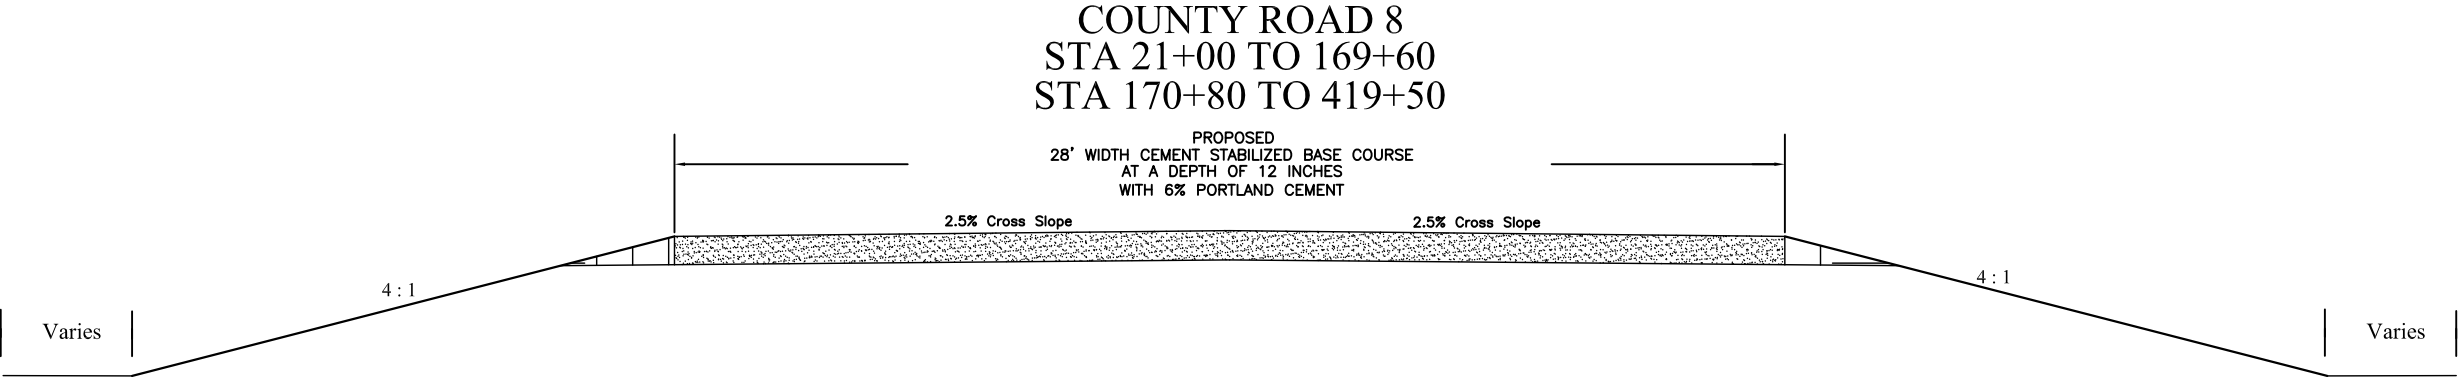 COUNTY ROAD 8
STA 21+00 TO 169+60
STA 170+80 TO 419+50
PROPOSED
28' WIDTH CEMENT STABILIZED BASE COURSE
AT A DEPTH OF 12 INCHES
WITH 6% PORTLAND CEMENT
2.5% Cross Slope
2.5% Cross Slope
4 : 1
4 : 1
Varies
Varies